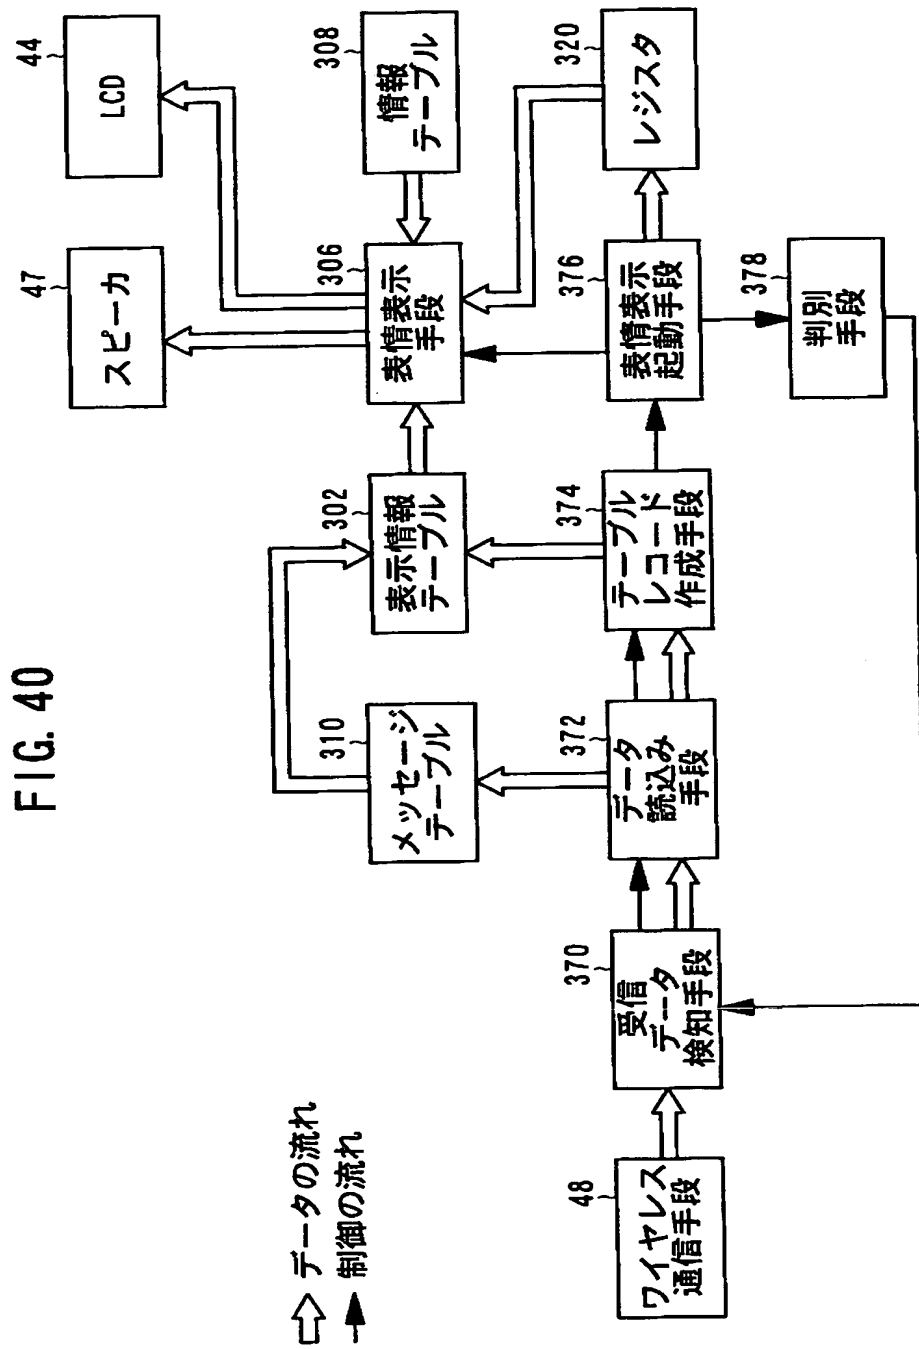 FIG. 40
データの流れ
制御の流れ
44
LCD
47
スピーカ
308
情報
テーブル
306
表情表示
手段
302
表示情報
テーブル
310
メッセージ
テーブル
320
レジスタ
376
表情表示
起動手段
374
テーブル
レコード
作成手段
372
データ
読込み
手段
370
受信
データ
検知手段
48
ワイヤレス
通信手段
378
判別
手段